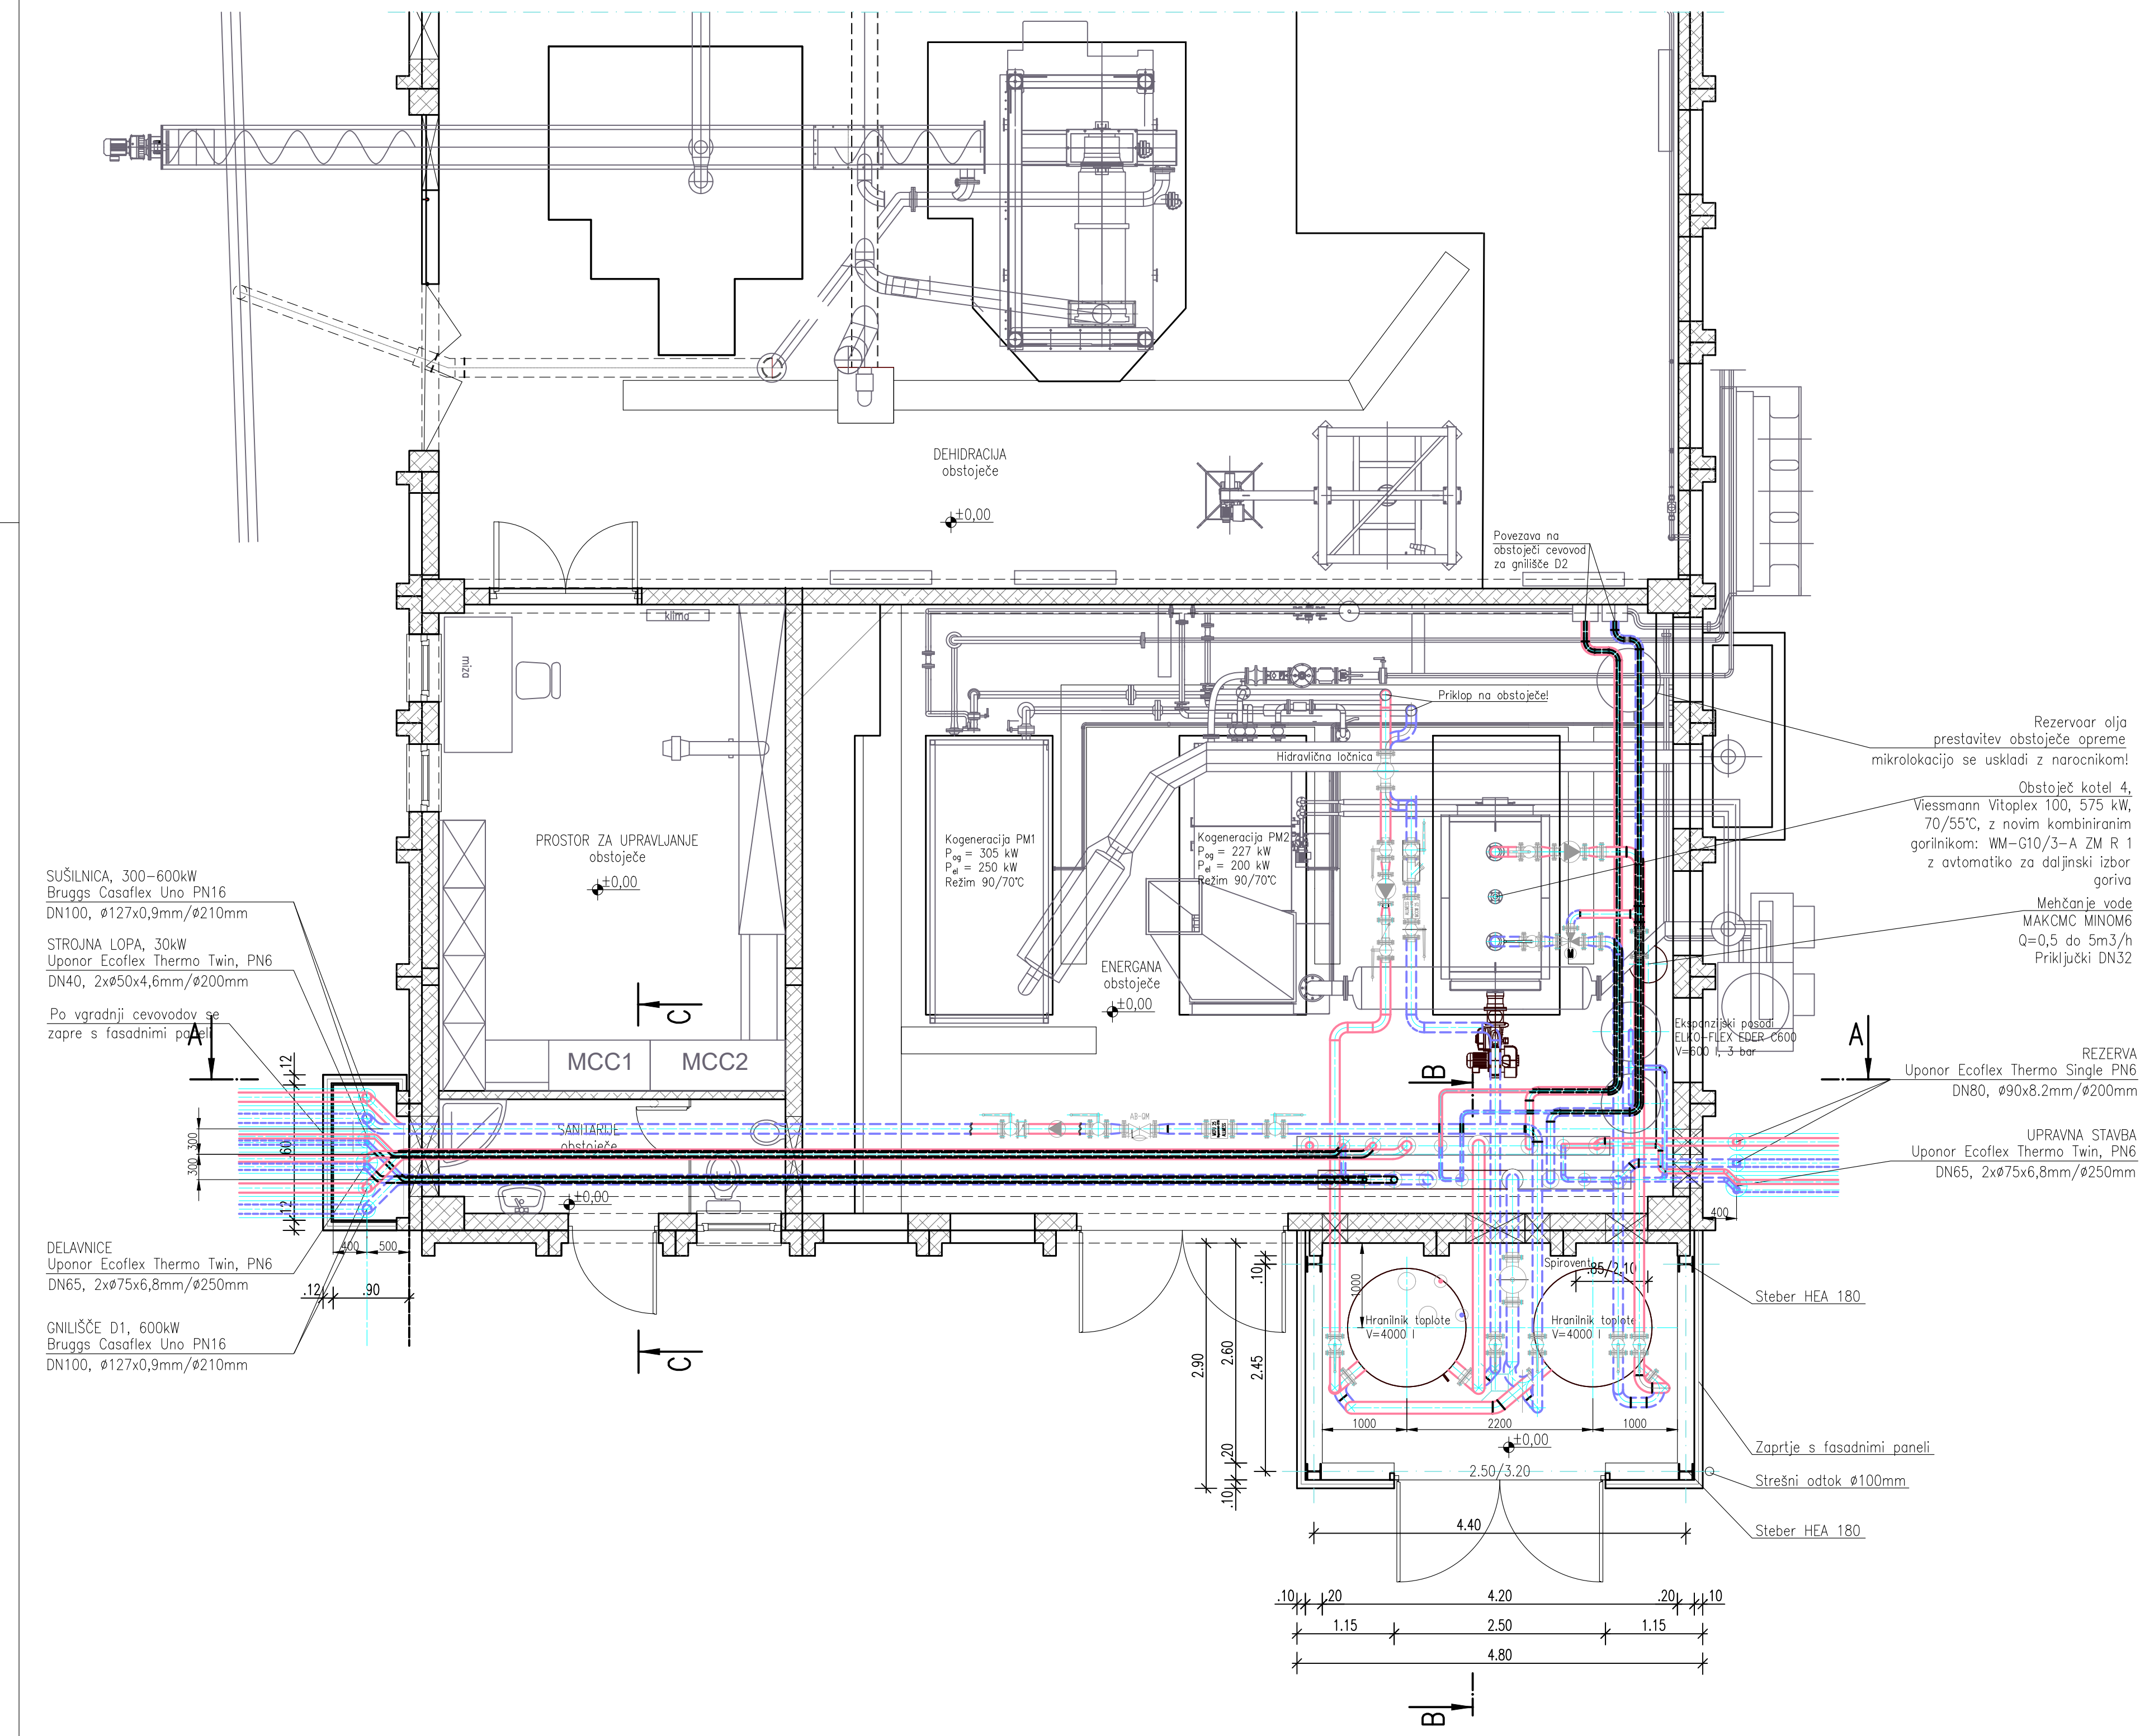 DEHIDRACIJA
obstoječe
±0,00
Povezava na
obstoječi cevovod
za gnilišče D2
klima
miza
Priklop na obstoječe!
Hidravlična ločnica
Rezervoar olja
prestavitev obstoječe opreme
mikrolokacijo se uskladi z narocnikom!
Obstoječ kotel 4,
Viessmann Vitoplex 100, 575 kW,
70/55°C, z novim kombiniranim
gorilnikom: WM-G10/3-A ZM R 1
z avtomatiko za daljinski izbor
goriva
Mehčanje vode
MAKCMC MINOM6
Q=0,5 do 5m3/h
Priključki DN32
PROSTOR ZA UPRAVLJANJE
obstoječe
±0,00
Kogeneracija PM1
Pog = 305 kW
Pel = 250 kW
Režim 90/70°C
Kogeneracija PM2
Pog = 227 kW
Pel = 200 kW
Režim 90/70°C
M
ENERGANA
obstoječe
±0,00
SUŠILNICA, 300-600kW
Bruggs Casaflex Uno PN16
DN100, ø127x0,9mm/ø210mm
STROJNA LOPA, 30kW
Uponor Ecoflex Thermo Twin, PN6
DN40, 2xø50x4,6mm/ø200mm
Po vgradnji cevovodov se
zapre s fasadnimi paneli
A
C
MCC1
MCC2
Ekspanzijski posodi
ELKO-FLEX EDER C600
V=600 l, 3 bar
A
B
REZERVA
Uponor Ecoflex Thermo Single PN6
DN80, ø90x8.2mm/ø200mm
UPRAVNA STAVBA
Uponor Ecoflex Thermo Twin, PN6
DN65, 2xø75x6,8mm/ø250mm
.12
300
.60
300
.12
AB-QM
SANITARIJE
obstoječe
±0,00
400
500
.12
.90
400
DELAVNICE
Uponor Ecoflex Thermo Twin, PN6
DN65, 2xø75x6,8mm/ø250mm
GNILIŠČE D1, 600kW
Bruggs Casaflex Uno PN16
DN100, ø127x0,9mm/ø210mm
C
Spirovent
.85/2.10
.10
1000
2.90
2.60
2.45
.20
.10
Hranilnik toplote
V=4000 l
Hranilnik toplote
V=4000 l
Steber HEA 180
1000
2200
1000
±0,00
2.50/3.20
Zaprtje s fasadnimi paneli
Strešni odtok ø100mm
Steber HEA 180
4.40
.10
.20
4.20
.20
.10
1.15
2.50
1.15
4.80
B